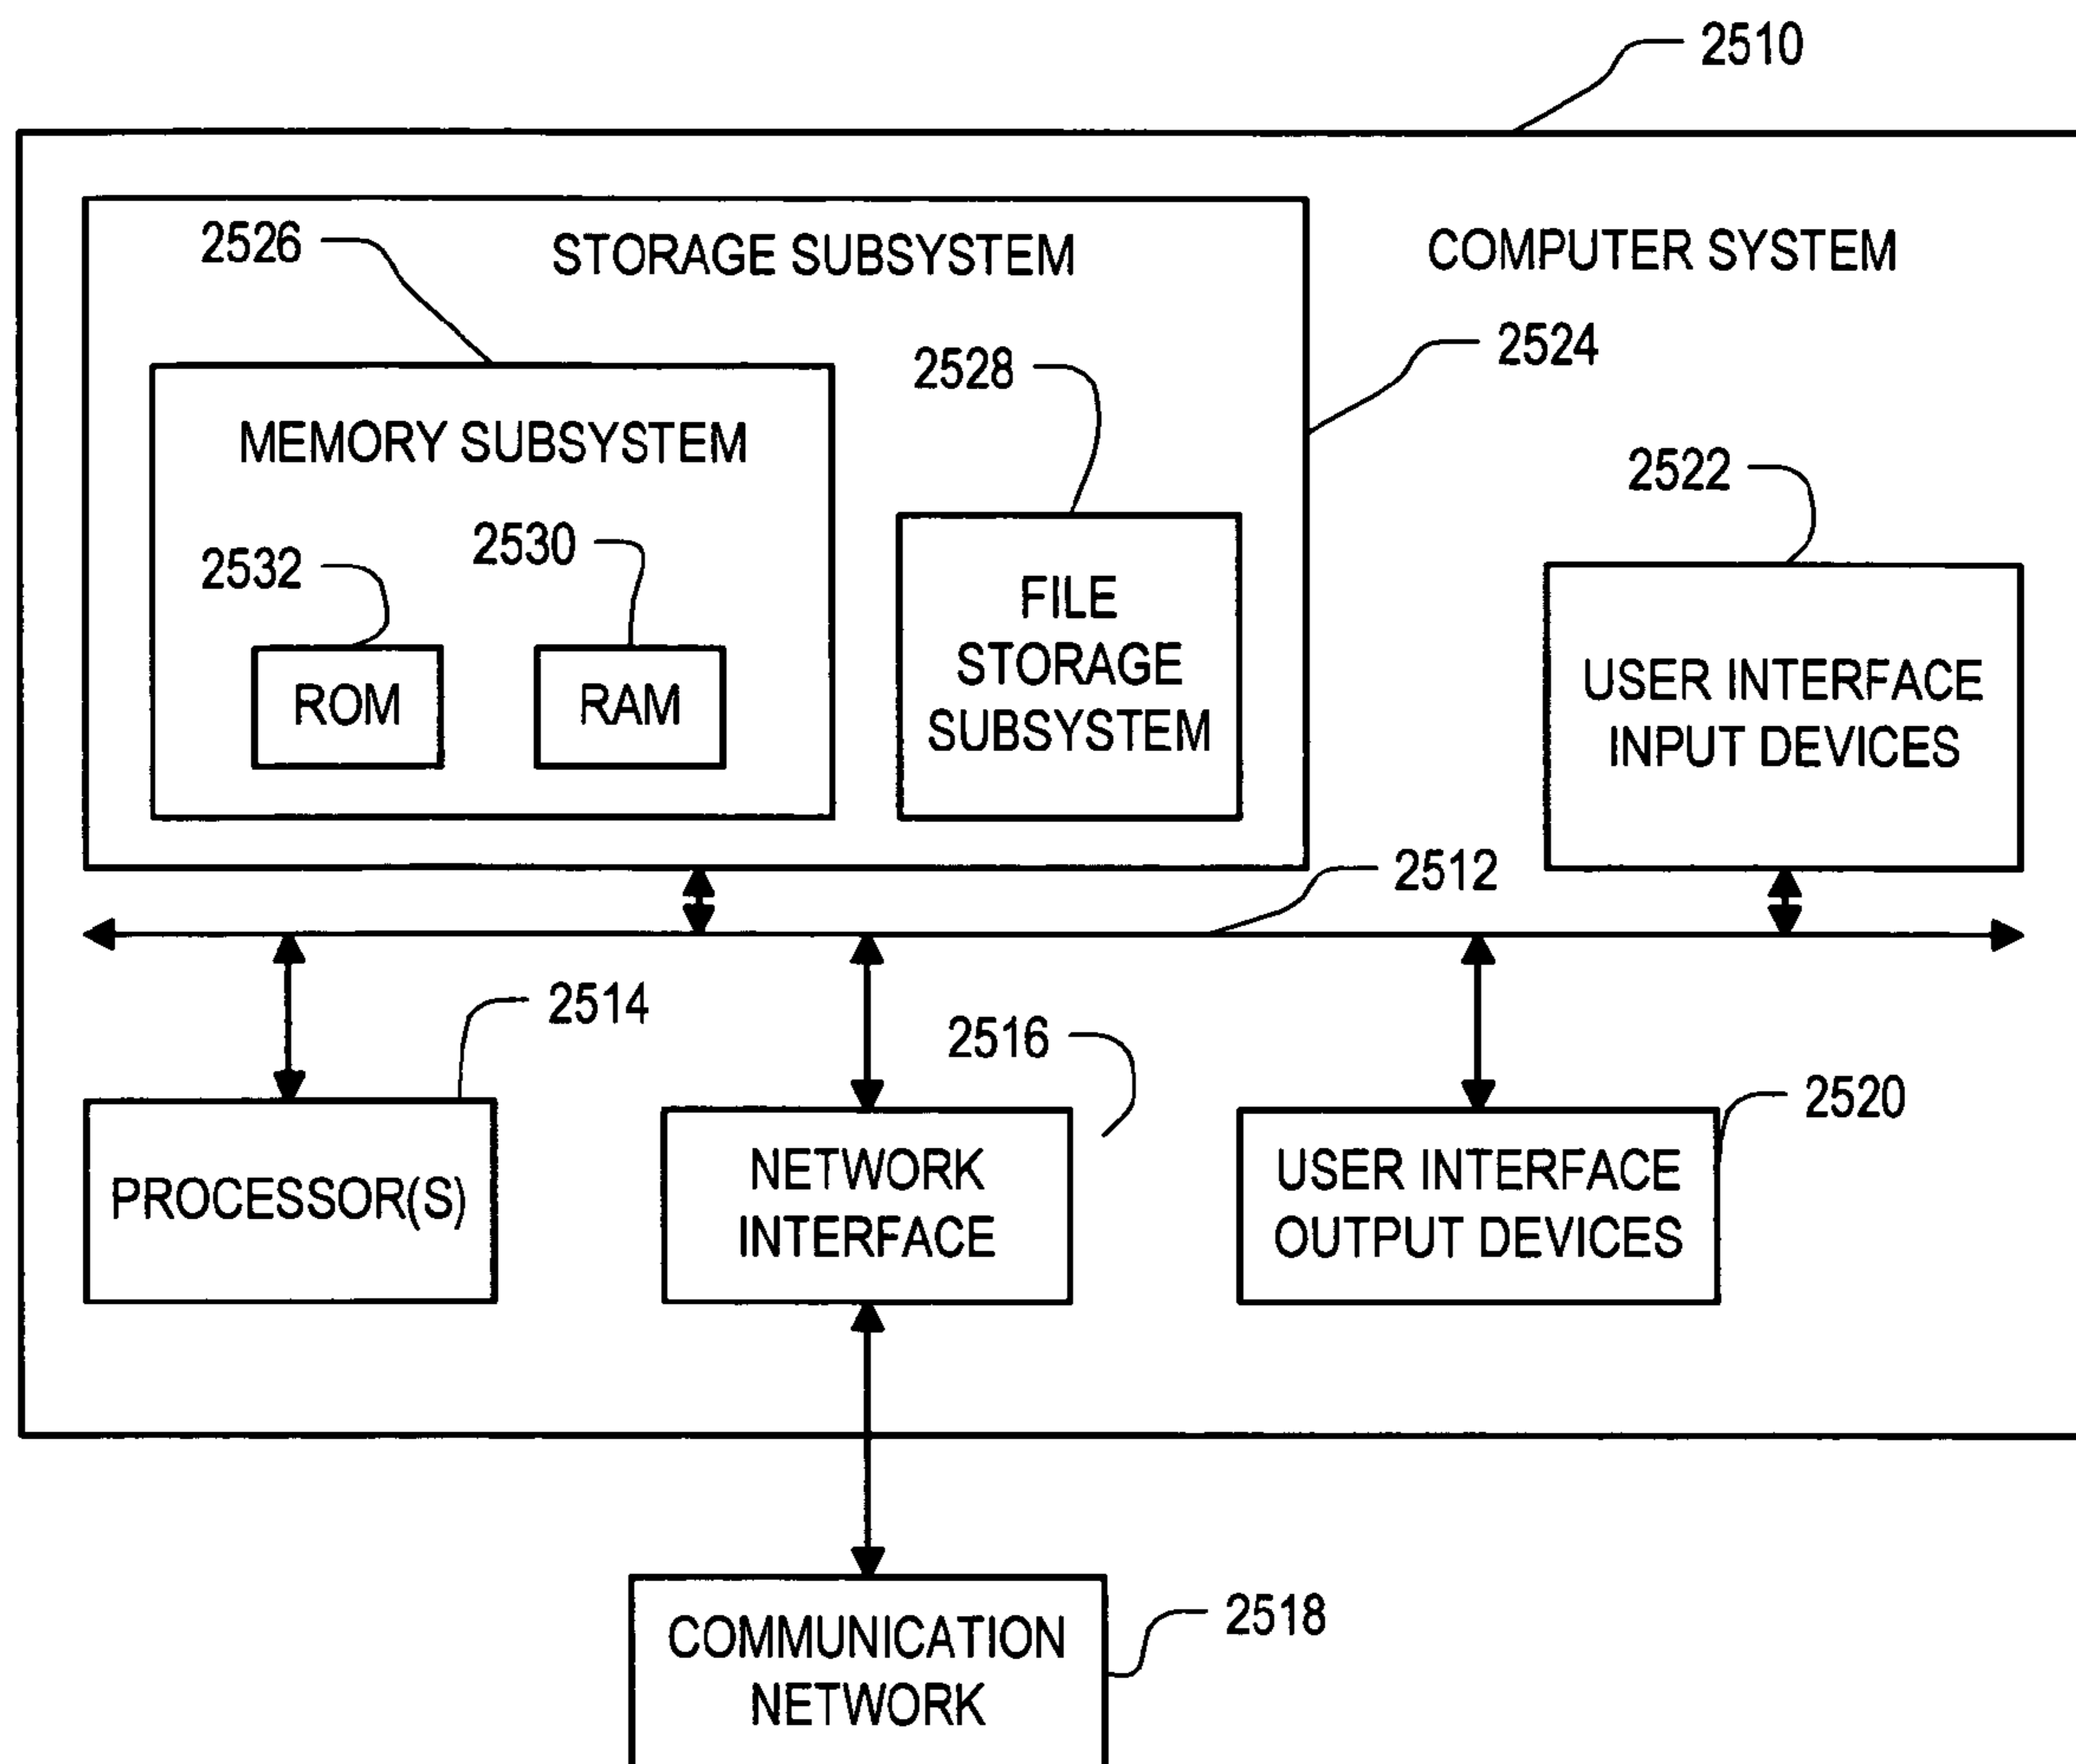 2510
2526
STORAGE SUBSYSTEM
COMPUTER SYSTEM
2524
2528
MEMORY SUBSYSTEM
2522
2532
2530
FILE
STORAGE
SUBSYSTEM
ROM
RAM
USER INTERFACE
INPUT DEVICES
2512
2514
2516
2520
PROCESSOR(S)
NETWORK
INTERFACE
USER INTERFACE
OUTPUT DEVICES
2518
COMMUNICATION
NETWORK